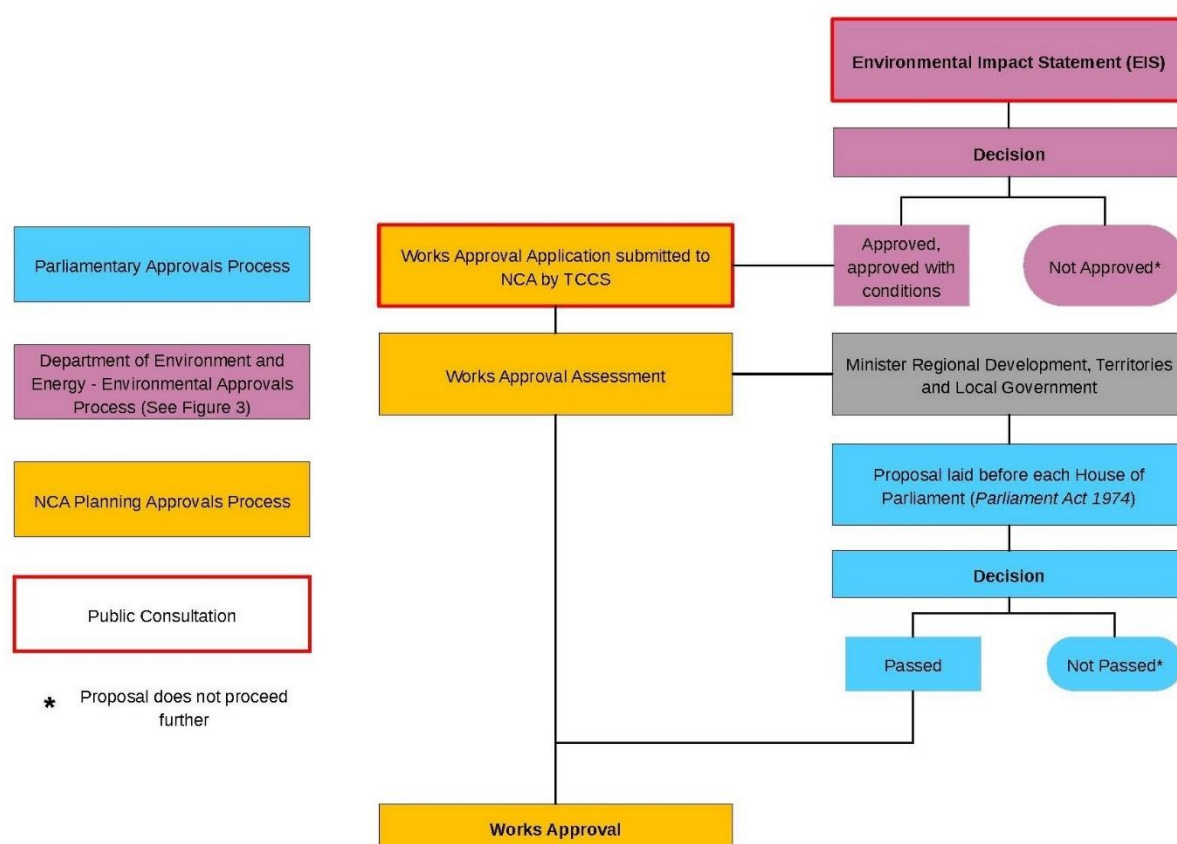 Environmental Impact Statement (EIS)
Decision
Approved,
approved with
conditions
Not Approved*
Works Approval Application submitted to
NCA by TCCS
Works Approval Assessment
Minister Regional Development, Territories
and Local Government
Proposal laid before each House of
Parliament (Parliament Act 1974)
Decision
Passed
Not Passed*
Works Approval
Parliamentary Approvals Process
Department of Environment and
Energy - Environmental Approvals
Process (See Figure 3)
NCA Planning Approvals Process
Public Consultation
* Proposal does not proceed
further